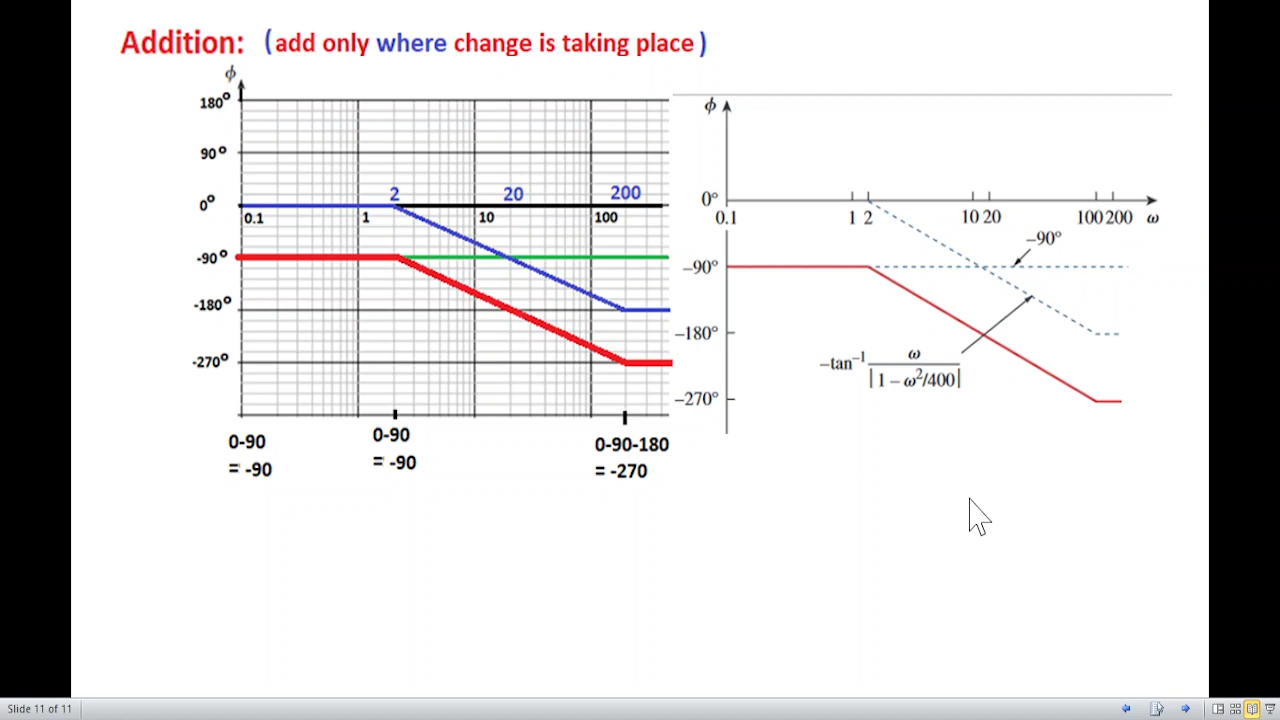 Addition: (add only where change is taking place)
ϕ
180°
90°
0°
-90°
-180°
-270°
2 20 200
0.1 1 10 100
0-90
= -90
0-90
= -90
0-90-180
= -270
ϕ
0°
0.1 1 2 10 20 100 200 ω
–90°
–90°
–180°
–tan⁻¹ ω
|1 – ω²/400|
–270°
Slide 11 of 11